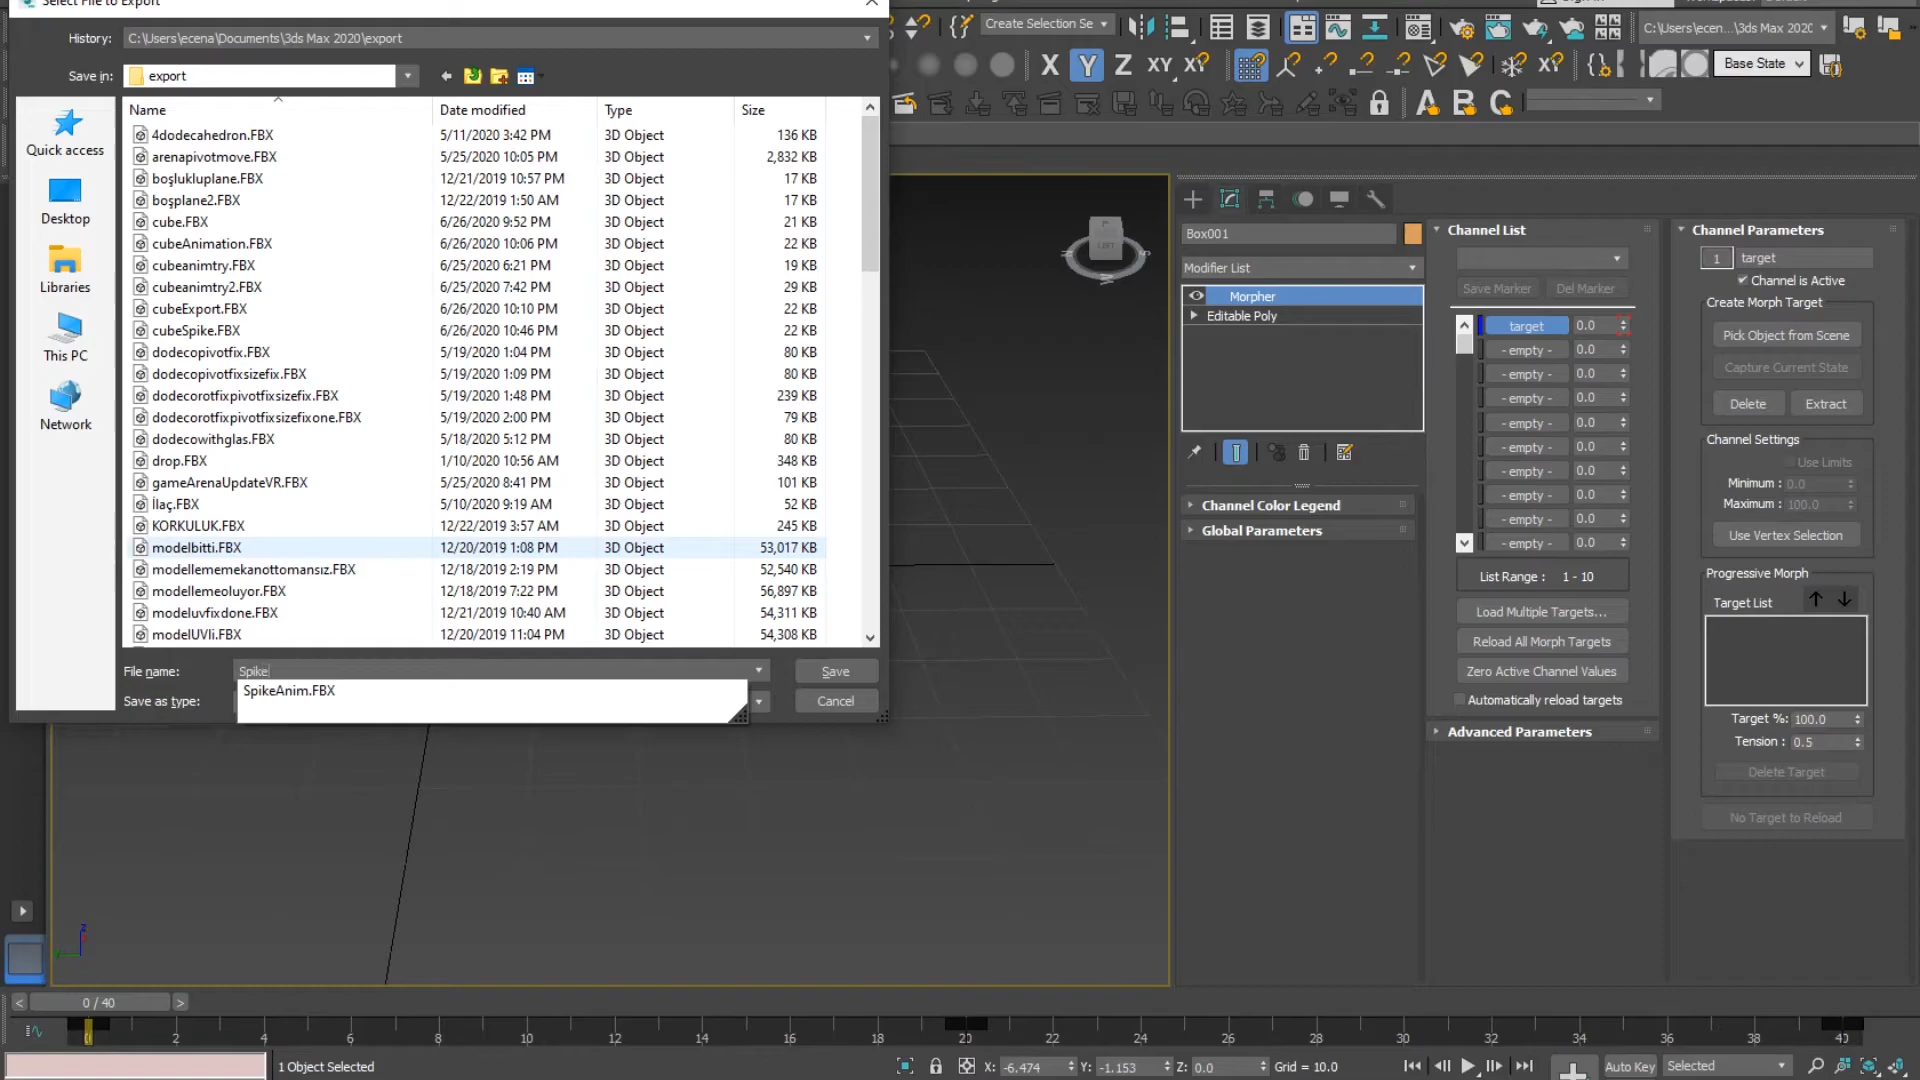 Select File to Export
History:
C:\Users\ecena\Documents\3ds Max 2020\export
Save in:
export
Name
Date modified
Type
Size
4dodecahedron.FBX 5/11/2020 3:42 PM 3D Object 136 KB
arenapivotmove.FBX 5/25/2020 10:05 PM 3D Object 2,832 KB
boşlukluplane.FBX 12/21/2019 10:57 PM 3D Object 17 KB
boşplane2.FBX 12/22/2019 1:50 AM 3D Object 17 KB
cube.FBX 6/26/2020 9:52 PM 3D Object 21 KB
cubeAnimation.FBX 6/26/2020 10:06 PM 3D Object 22 KB
cubeanimtry.FBX 6/25/2020 6:21 PM 3D Object 19 KB
cubeanimtry2.FBX 6/25/2020 7:42 PM 3D Object 29 KB
cubeExport.FBX 6/26/2020 10:10 PM 3D Object 22 KB
cubeSpike.FBX 6/26/2020 10:46 PM 3D Object 22 KB
dodecopivotfix.FBX 5/19/2020 1:04 PM 3D Object 80 KB
dodecopivotfixsizefix.FBX 5/19/2020 1:09 PM 3D Object 80 KB
dodecorotfixpivotfixsizefix.FBX 5/19/2020 1:48 PM 3D Object 239 KB
dodecorotfixpivotfixsizefixone.FBX 5/19/2020 2:00 PM 3D Object 79 KB
dodecowithglas.FBX 5/18/2020 5:12 PM 3D Object 80 KB
drop.FBX 1/10/2020 10:56 AM 3D Object 348 KB
gameArenaUpdateVR.FBX 5/25/2020 8:41 PM 3D Object 101 KB
İlaç.FBX 5/10/2020 9:19 AM 3D Object 52 KB
KORKULUK.FBX 12/22/2019 3:57 AM 3D Object 245 KB
modelbitti.FBX 12/20/2019 1:08 PM 3D Object 53,017 KB
modellememekanottomansız.FBX 12/18/2019 2:19 PM 3D Object 52,540 KB
modellemeoluyor.FBX 12/18/2019 7:22 PM 3D Object 56,897 KB
modeluvfixdone.FBX 12/21/2019 10:40 AM 3D Object 54,311 KB
modelUVli.FBX 12/20/2019 11:04 PM 3D Object 54,308 KB
Quick access
Desktop
Libraries
This PC
Network
File name:
Spike
Save
SpikeAnim.FBX
Save as type:
Cancel
Create Selection Se
C:\Users\ecen...\3ds Max 202
X Y Z XY XY
Base State
A B C
LEFT
Box001
Modifier List
Morpher
Editable Poly
Channel Color Legend
Global Parameters
Channel List
Save Marker
Del Marker
target 0.0
- empty - 0.0
- empty - 0.0
- empty - 0.0
- empty - 0.0
- empty - 0.0
- empty - 0.0
- empty - 0.0
- empty - 0.0
- empty - 0.0
List Range : 1 - 10
Load Multiple Targets...
Reload All Morph Targets
Zero Active Channel Values
Automatically reload targets
Advanced Parameters
Channel Parameters
1 target
Channel is Active
Create Morph Target
Pick Object from Scene
Capture Current State
Delete
Extract
Channel Settings
Use Limits
Minimum : 0.0
Maximum : 100.0
Use Vertex Selection
Progressive Morph
Target List
Target %: 100.0
Tension : 0.5
Delete Target
No Target to Reload
z
< 0 / 40 >
0 2 4 6 8 10 12 14 16 18 20 22 24 26 28 30 32 34 36 38 40
1 Object Selected
X: -6.474
Y: -1.153
Z: 0.0
Grid = 10.0
Auto Key
Selected